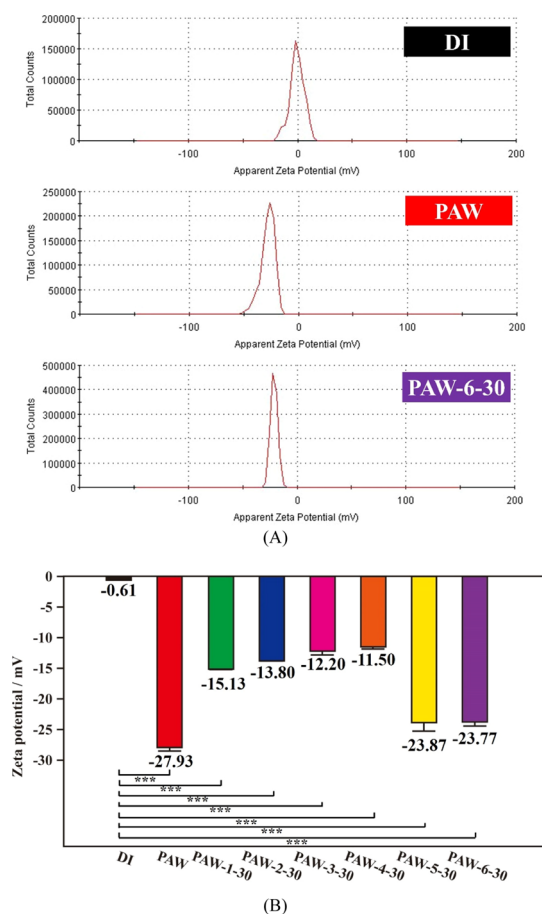 200000
150000
100000
50000
0
Total Counts
-100
0
100
200
Apparent Zeta Potential (mV)
DI
250000
200000
150000
100000
50000
0
Total Counts
-100
0
100
200
Apparent Zeta Potential (mV)
PAW
500000
400000
300000
200000
100000
0
Total Counts
-100
0
100
200
Apparent Zeta Potential (mV)
PAW-6-30
(A)
Zeta potential / mV
0
-5
-10
-15
-20
-25
-30
-0.61
-27.93
-15.13
-13.80
-12.20
-11.50
-23.87
-23.77
***
***
***
***
***
***
***
DI
PAW
PAW-1-30
PAW-2-30
PAW-3-30
PAW-4-30
PAW-5-30
PAW-6-30
(B)